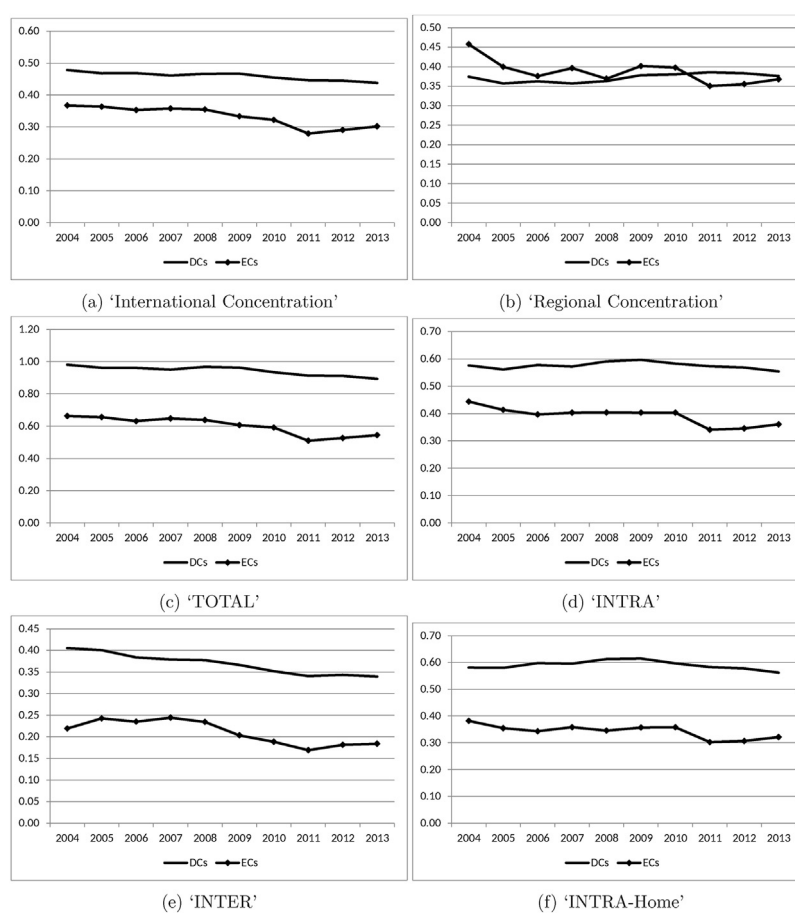 0.60
0.50
0.40
0.30
0.20
0.10
0.00
2004 2005 2006 2007 2008 2009 2010 2011 2012 2013
DCs ECs
(a) ‘International Concentration’
0.50
0.45
0.40
0.35
0.30
0.25
0.20
0.15
0.10
0.05
0.00
2004 2005 2006 2007 2008 2009 2010 2011 2012 2013
DCs ECs
(b) ‘Regional Concentration’
1.20
1.00
0.80
0.60
0.40
0.20
0.00
2004 2005 2006 2007 2008 2009 2010 2011 2012 2013
DCs ECs
(c) ‘TOTAL’
0.70
0.60
0.50
0.40
0.30
0.20
0.10
0.00
2004 2005 2006 2007 2008 2009 2010 2011 2012 2013
DCs ECs
(d) ‘INTRA’
0.45
0.40
0.35
0.30
0.25
0.20
0.15
0.10
0.05
0.00
2004 2005 2006 2007 2008 2009 2010 2011 2012 2013
DCs ECs
(e) ‘INTER’
0.70
0.60
0.50
0.40
0.30
0.20
0.10
0.00
2004 2005 2006 2007 2008 2009 2010 2011 2012 2013
DCs ECs
(f) ‘INTRA-Home’